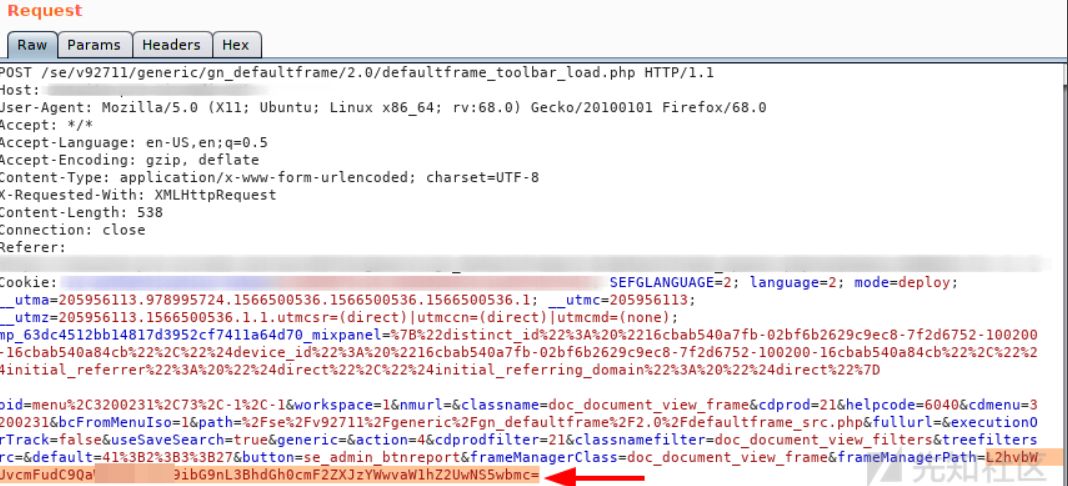 Request
Raw Params Headers Hex
POST /se/v92711/generic/gn_defaultframe/2.0/defaultframe_toolbar_load.php HTTP/1.1
Host:
User-Agent: Mozilla/5.0 (X11; Ubuntu; Linux x86_64; rv:68.0) Gecko/20100101 Firefox/68.0
Accept: */*
Accept-Language: en-US,en;q=0.5
Accept-Encoding: gzip, deflate
Content-Type: application/x-www-form-urlencoded; charset=UTF-8
X-Requested-With: XMLHttpRequest
Content-Length: 538
Connection: close
Referer:
Cookie: SEFGLANGUAGE=2; language=2; mode=deploy;
__utma=205956113.978995724.1566500536.1566500536.1566500536.1; __utmc=205956113;
__utmz=205956113.1566500536.1.1.utmcsr=(direct)|utmccn=(direct)|utmcmd=(none);
mp_63dc4512bb14817d3952cf7411a64d70_mixpanel=%7B%22distinct_id%22%3A%20%2216cbab540a7fb-02bf6b2629c9ec8-7f2d6752-100200
-16cbab540a84cb%22%2C%22%24device_id%22%3A%20%2216cbab540a7fb-02bf6b2629c9ec8-7f2d6752-100200-16cbab540a84cb%22%2C%22%2
4initial_referrer%22%3A%20%22%24direct%22%2C%22%24initial_referring_domain%22%3A%20%22%24direct%22%7D
oid=menu%2C3200231%2C73%2C-1%2C-1&workspace=1&nmurl=&classname=doc_document_view_frame&cdprod=21&helpcode=6040&cdmenu=3
200231&bcFromMenuIso=1&path=%2Fse%2Fv92711%2Fgeneric%2Fgn_defaultframe%2F2.0%2Fdefaultframe_src.php&fullurl=&executionO
rTrack=false&useSaveSearch=true&generic=&action=4&cdprodfilter=21&classnamefilter=doc_document_view_filters&treefilters
rc=&default=41%3B2%3B3%3B27&button=se_admin_btnreport&frameManagerClass=doc_document_view_frame&frameManagerPath=L2hvbW
UvcmFudC9Qa 9ibG9nL3BhdGh0cmF2ZXJzYWwvaW1hZ2UwNS5wbmc=
先知社区